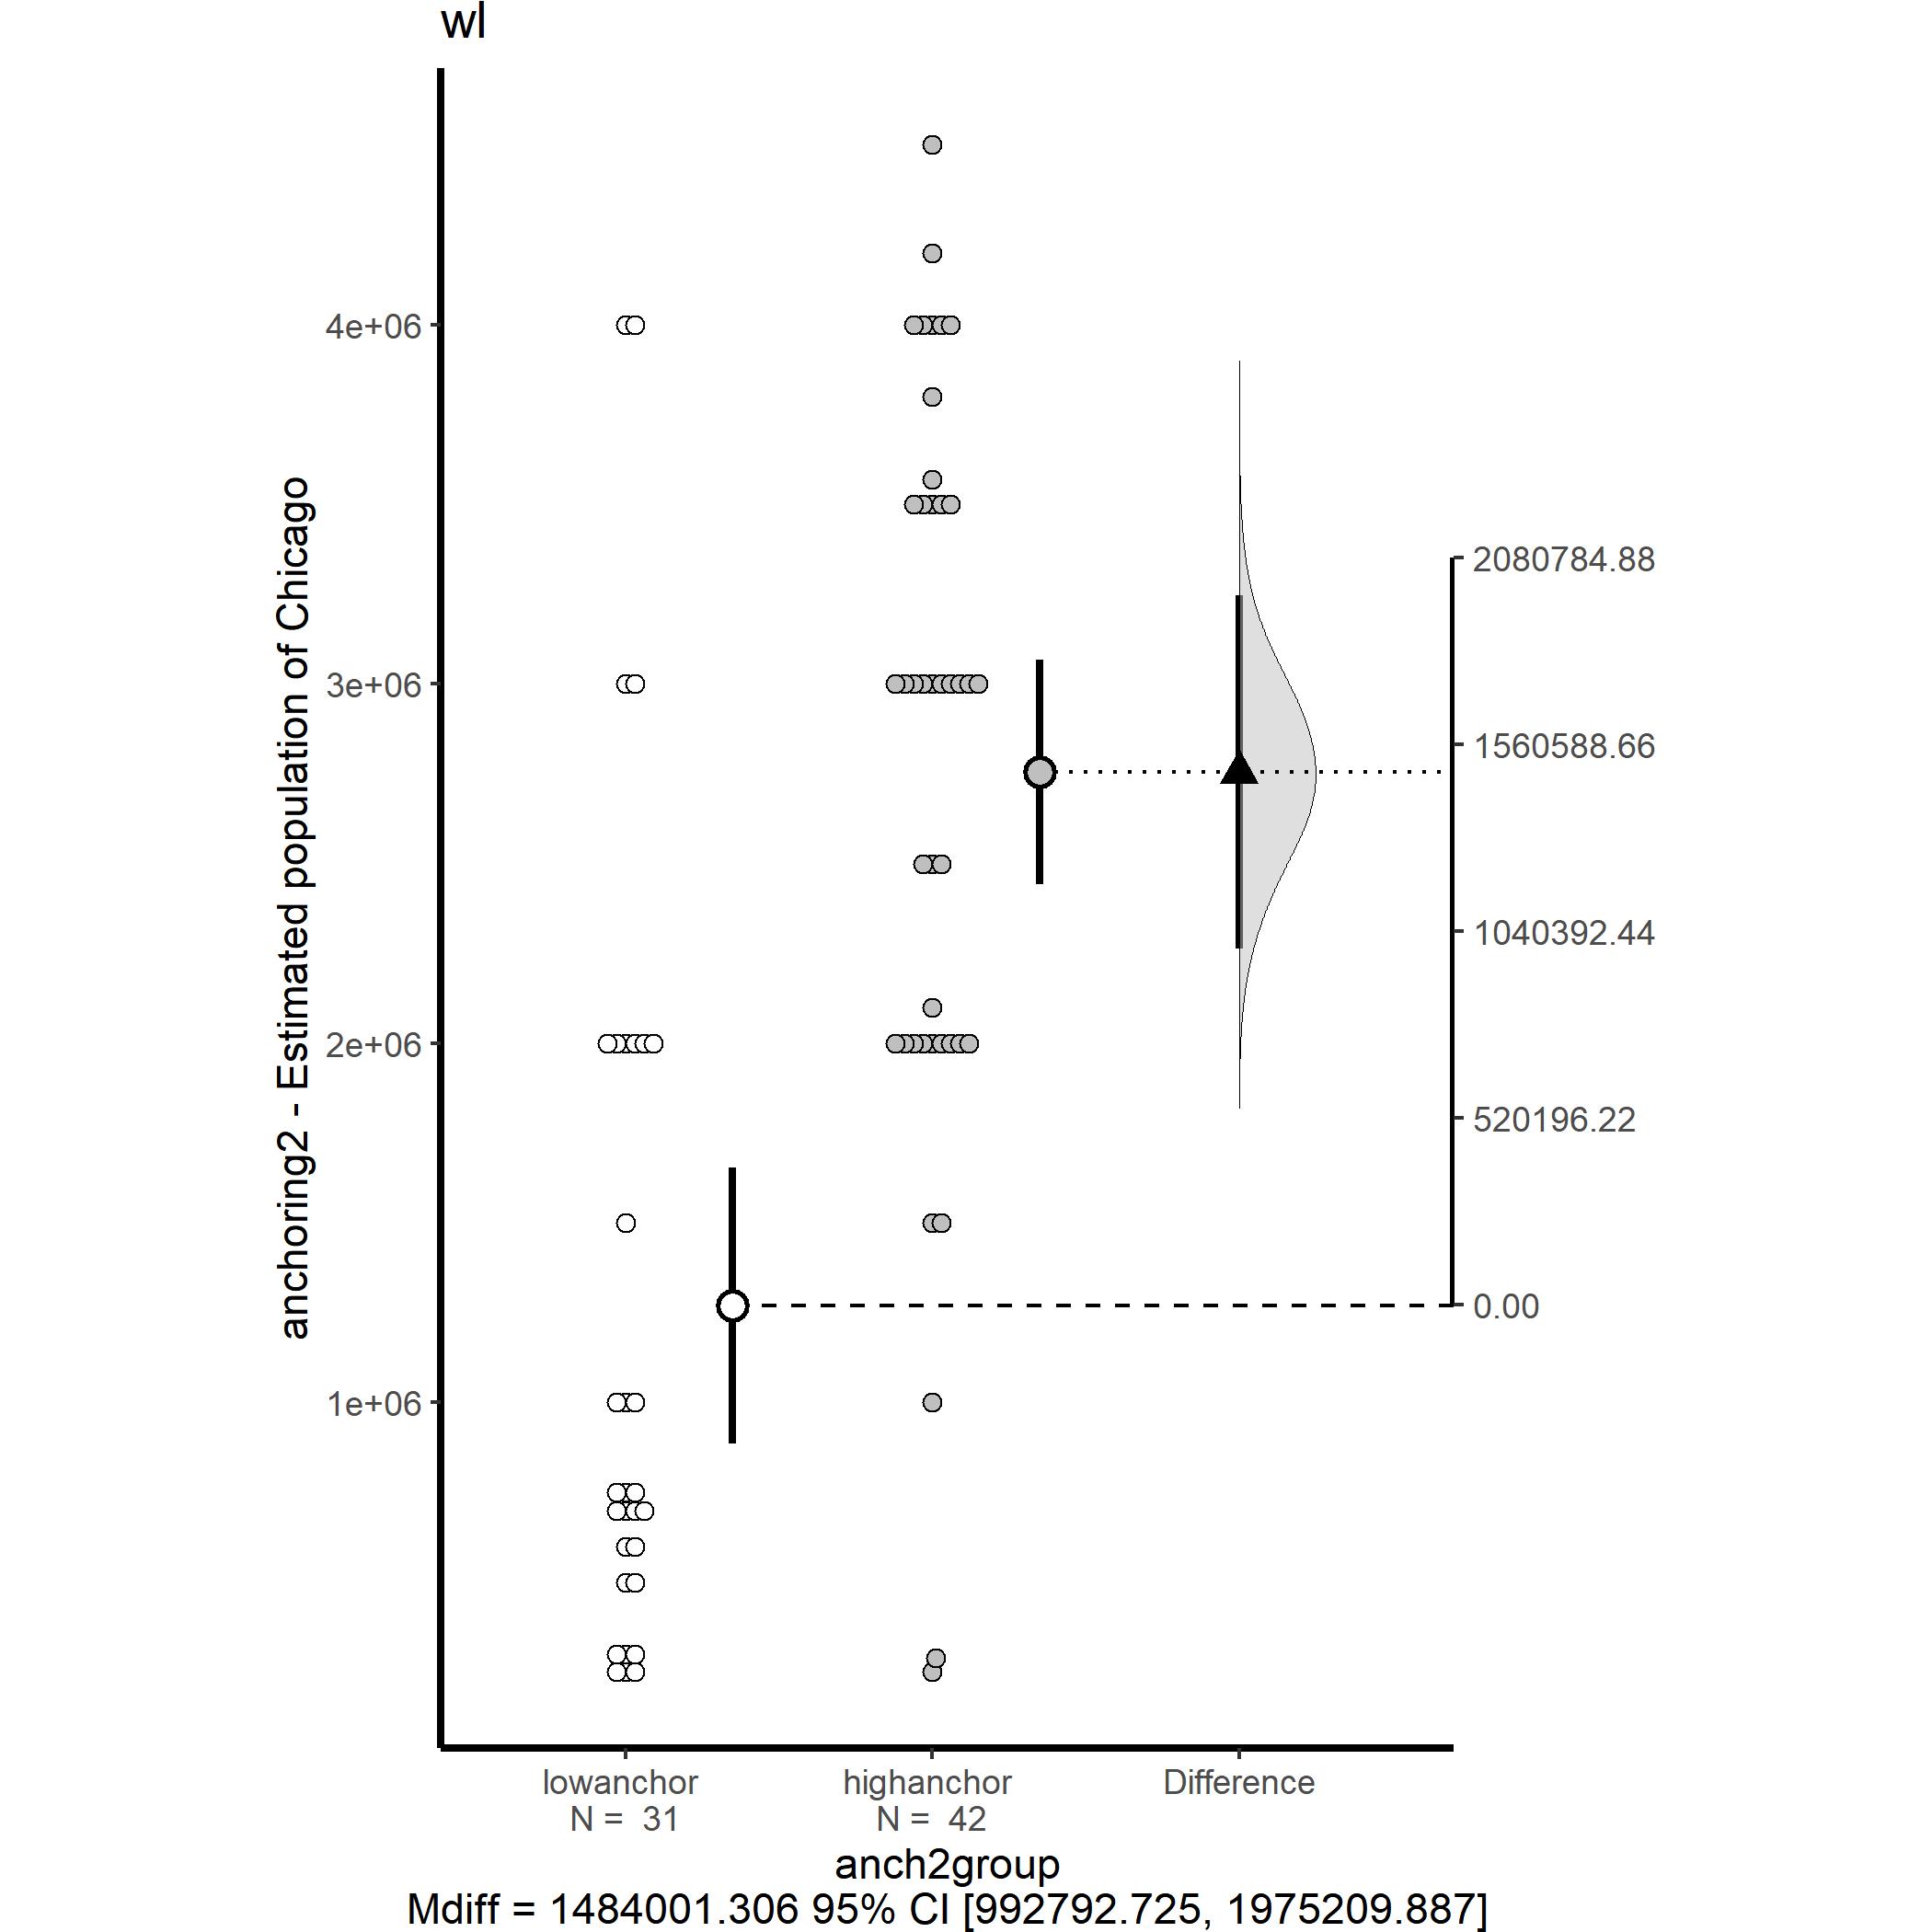 wl
anchoring2 - Estimated population of Chicago
4e+06
3e+06
2e+06
1e+06
2080784.88
1560588.66
1040392.44
520196.22
0.00
lowanchor
N =  31
highanchor
N =  42
Difference
anch2group
Mdiff = 1484001.306 95% CI [992792.725, 1975209.887]